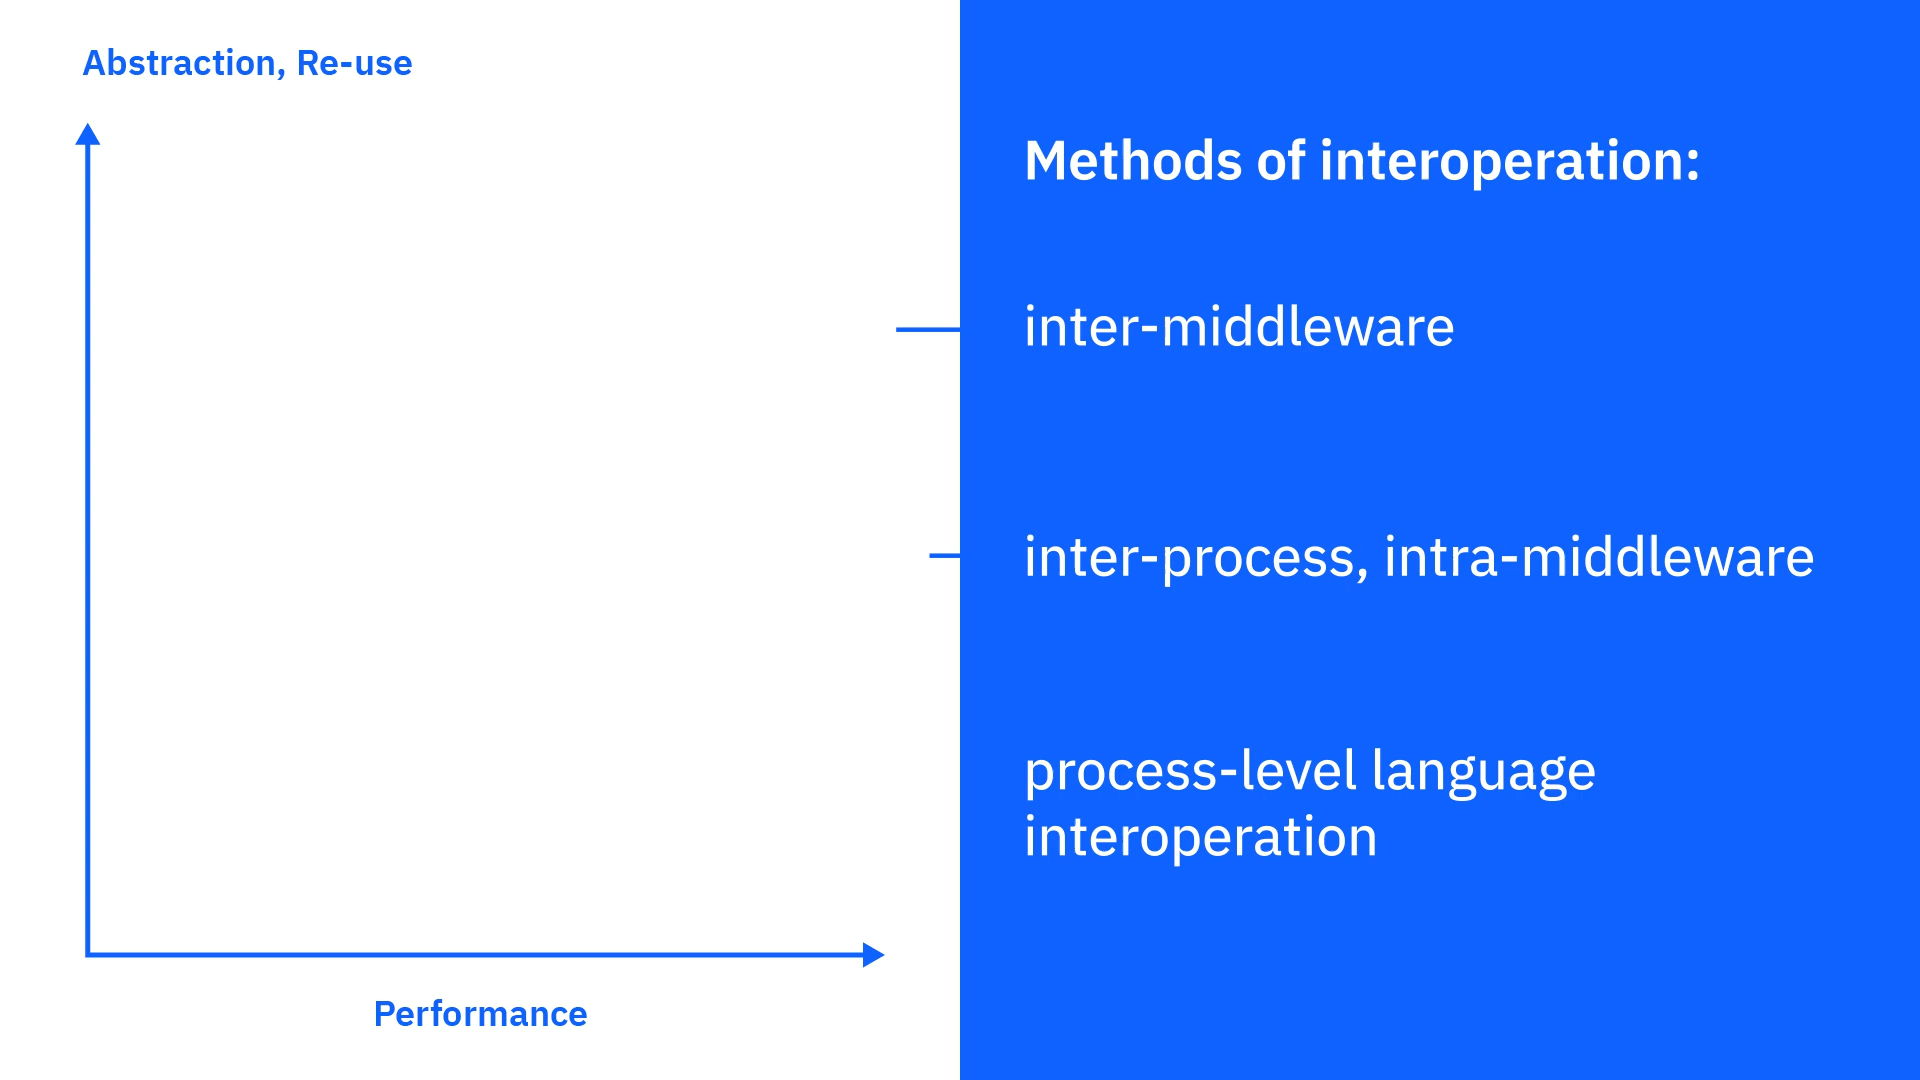 Abstraction, Re-use
Performance
Methods of interoperation:
inter-middleware
inter-process, intra-middleware
process-level language
interoperation